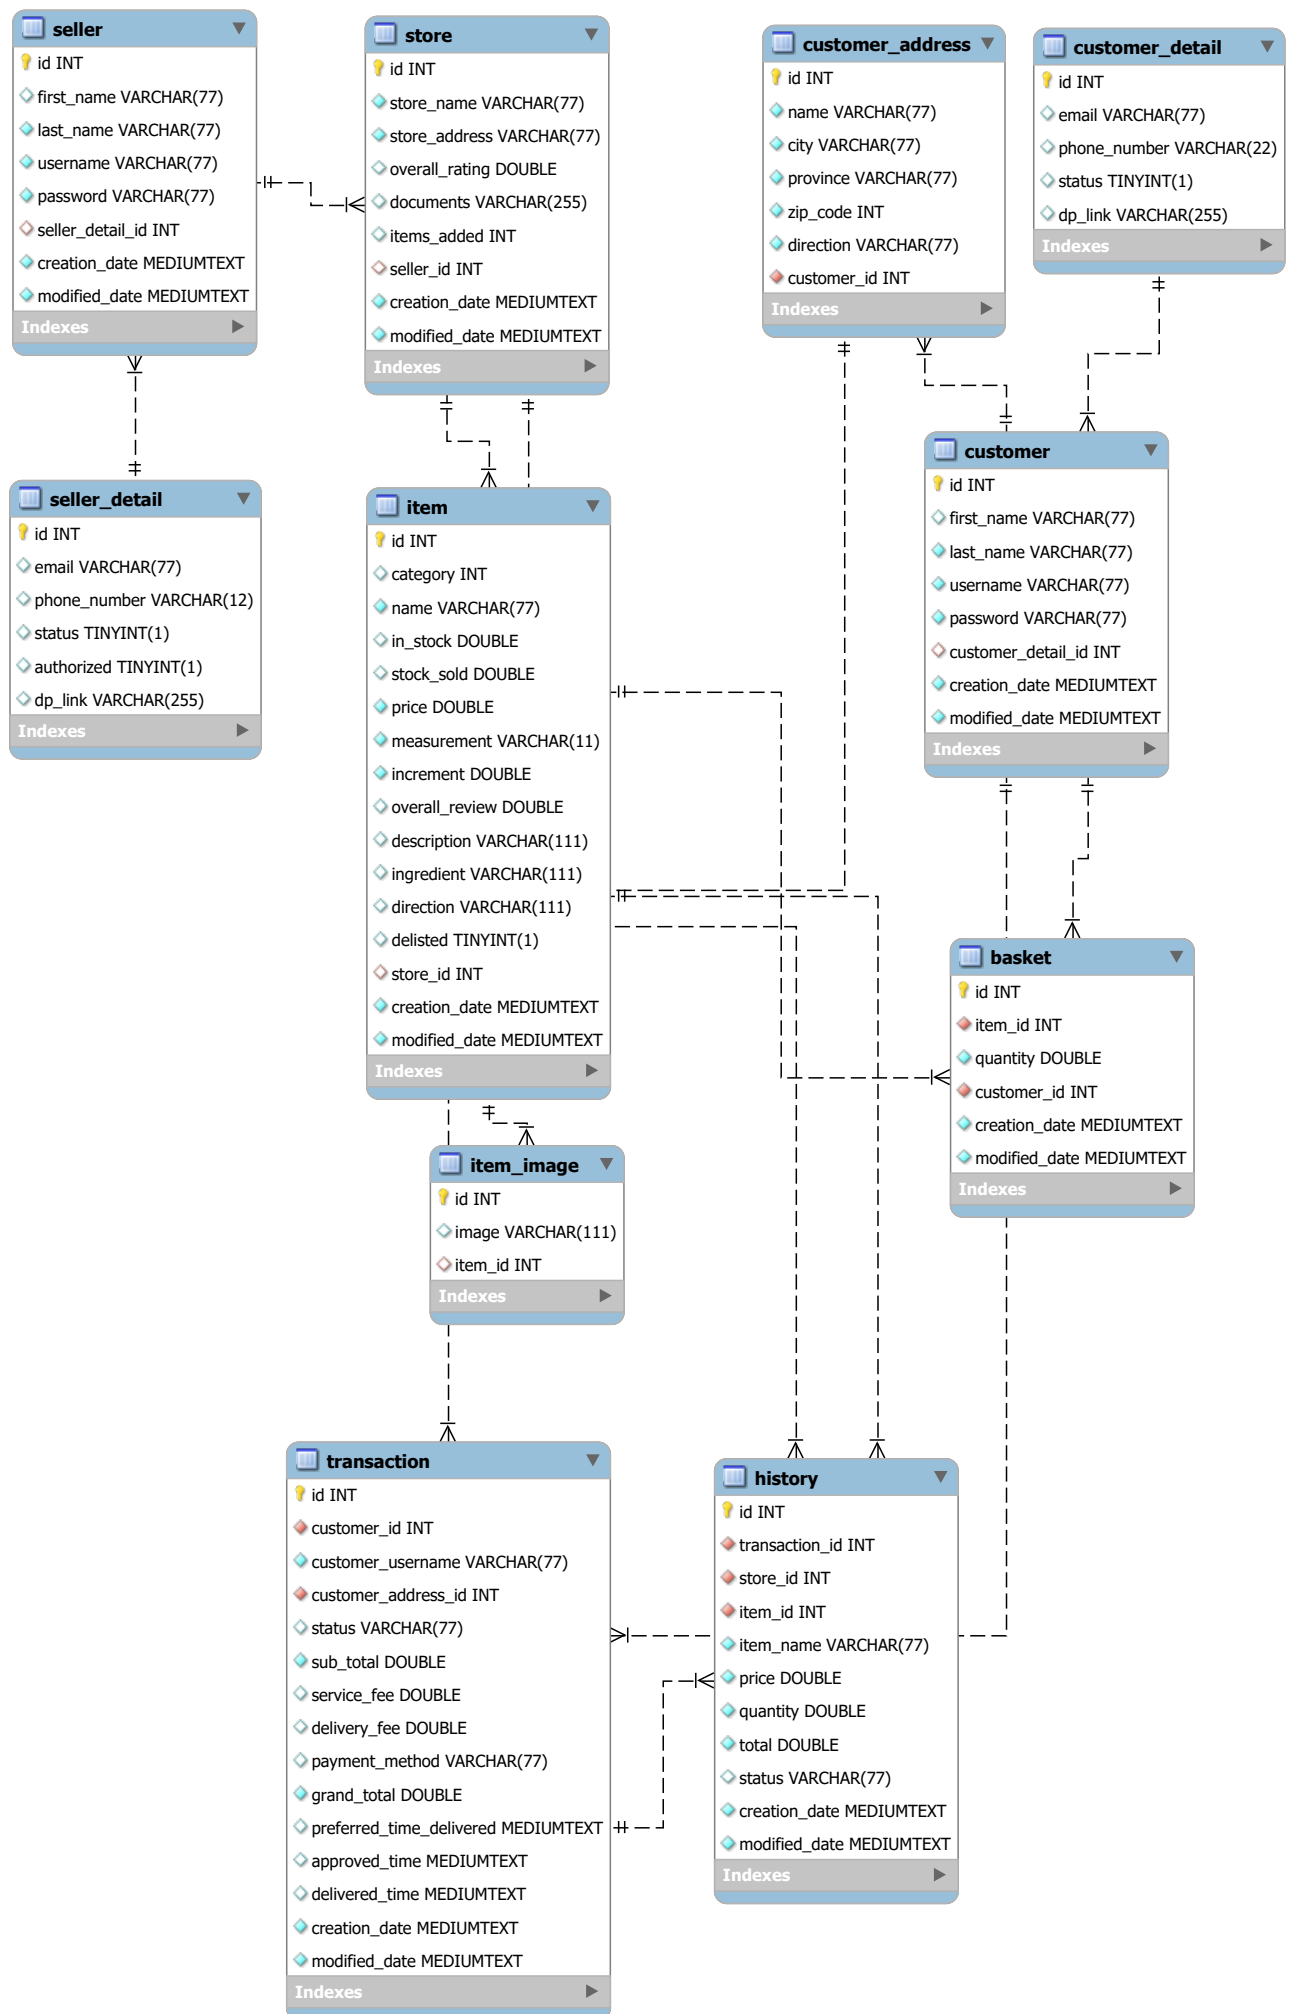 seller
id INT
first_name VARCHAR(77)
last_name VARCHAR(77)
username VARCHAR(77)
password VARCHAR(77)
seller_detail_id INT
creation_date MEDIUMTEXT
modified_date MEDIUMTEXT
Indexes
store
id INT
store_name VARCHAR(77)
store_address VARCHAR(77)
overall_rating DOUBLE
documents VARCHAR(255)
items_added INT
seller_id INT
creation_date MEDIUMTEXT
modified_date MEDIUMTEXT
Indexes
customer_address
id INT
name VARCHAR(77)
city VARCHAR(77)
province VARCHAR(77)
zip_code INT
direction VARCHAR(77)
customer_id INT
Indexes
customer_detail
id INT
email VARCHAR(77)
phone_number VARCHAR(22)
status TINYINT(1)
dp_link VARCHAR(255)
Indexes
seller_detail
id INT
email VARCHAR(77)
phone_number VARCHAR(12)
status TINYINT(1)
authorized TINYINT(1)
dp_link VARCHAR(255)
Indexes
item
id INT
category INT
name VARCHAR(77)
in_stock DOUBLE
stock_sold DOUBLE
price DOUBLE
measurement VARCHAR(11)
increment DOUBLE
overall_review DOUBLE
description VARCHAR(111)
ingredient VARCHAR(111)
direction VARCHAR(111)
delisted TINYINT(1)
store_id INT
creation_date MEDIUMTEXT
modified_date MEDIUMTEXT
Indexes
customer
id INT
first_name VARCHAR(77)
last_name VARCHAR(77)
username VARCHAR(77)
password VARCHAR(77)
customer_detail_id INT
creation_date MEDIUMTEXT
modified_date MEDIUMTEXT
Indexes
basket
id INT
item_id INT
quantity DOUBLE
customer_id INT
creation_date MEDIUMTEXT
modified_date MEDIUMTEXT
Indexes
item_image
id INT
image VARCHAR(111)
item_id INT
Indexes
transaction
id INT
customer_id INT
customer_username VARCHAR(77)
customer_address_id INT
status VARCHAR(77)
sub_total DOUBLE
service_fee DOUBLE
delivery_fee DOUBLE
payment_method VARCHAR(77)
grand_total DOUBLE
preferred_time_delivered MEDIUMTEXT
approved_time MEDIUMTEXT
delivered_time MEDIUMTEXT
creation_date MEDIUMTEXT
modified_date MEDIUMTEXT
Indexes
history
id INT
transaction_id INT
store_id INT
item_id INT
item_name VARCHAR(77)
price DOUBLE
quantity DOUBLE
total DOUBLE
status VARCHAR(77)
creation_date MEDIUMTEXT
modified_date MEDIUMTEXT
Indexes